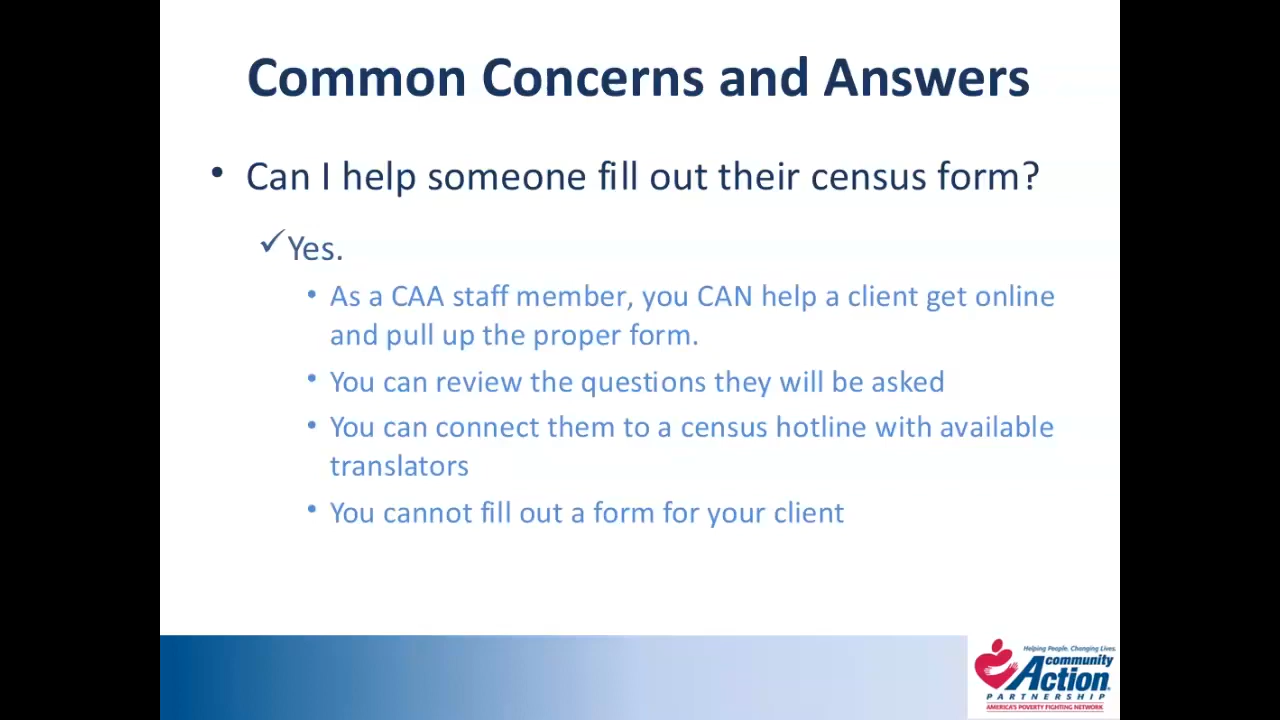 Common Concerns and Answers
• Can I help someone fill out their census form?
✓Yes.
• As a CAA staff member, you CAN help a client get online
and pull up the proper form.
• You can review the questions they will be asked
• You can connect them to a census hotline with available
translators
• You cannot fill out a form for your client
Helping People. Changing Lives.
community
Action
PARTNERSHIP
AMERICA'S POVERTY FIGHTING NETWORK